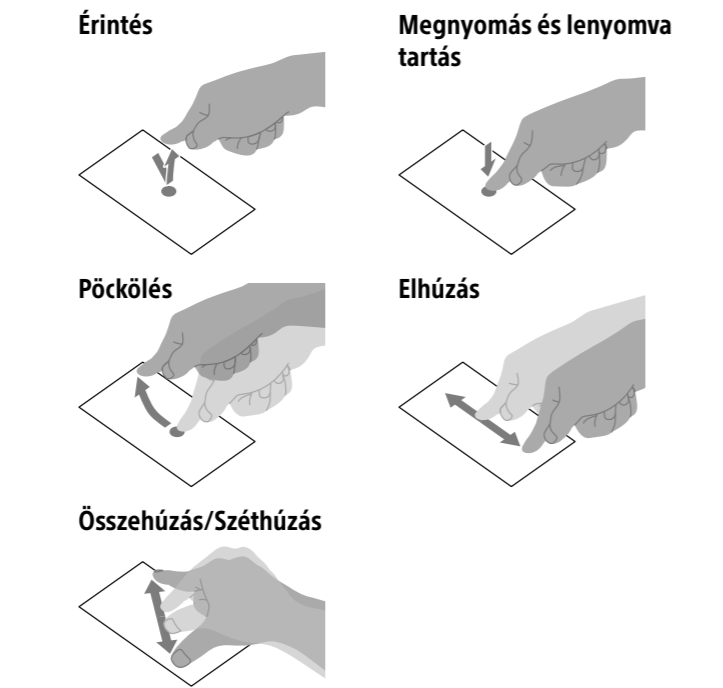 Érintés
Megnyomás és lenyomva
tartás
Pöckölés
Elhúzás
Összehúzás/Széthúzás